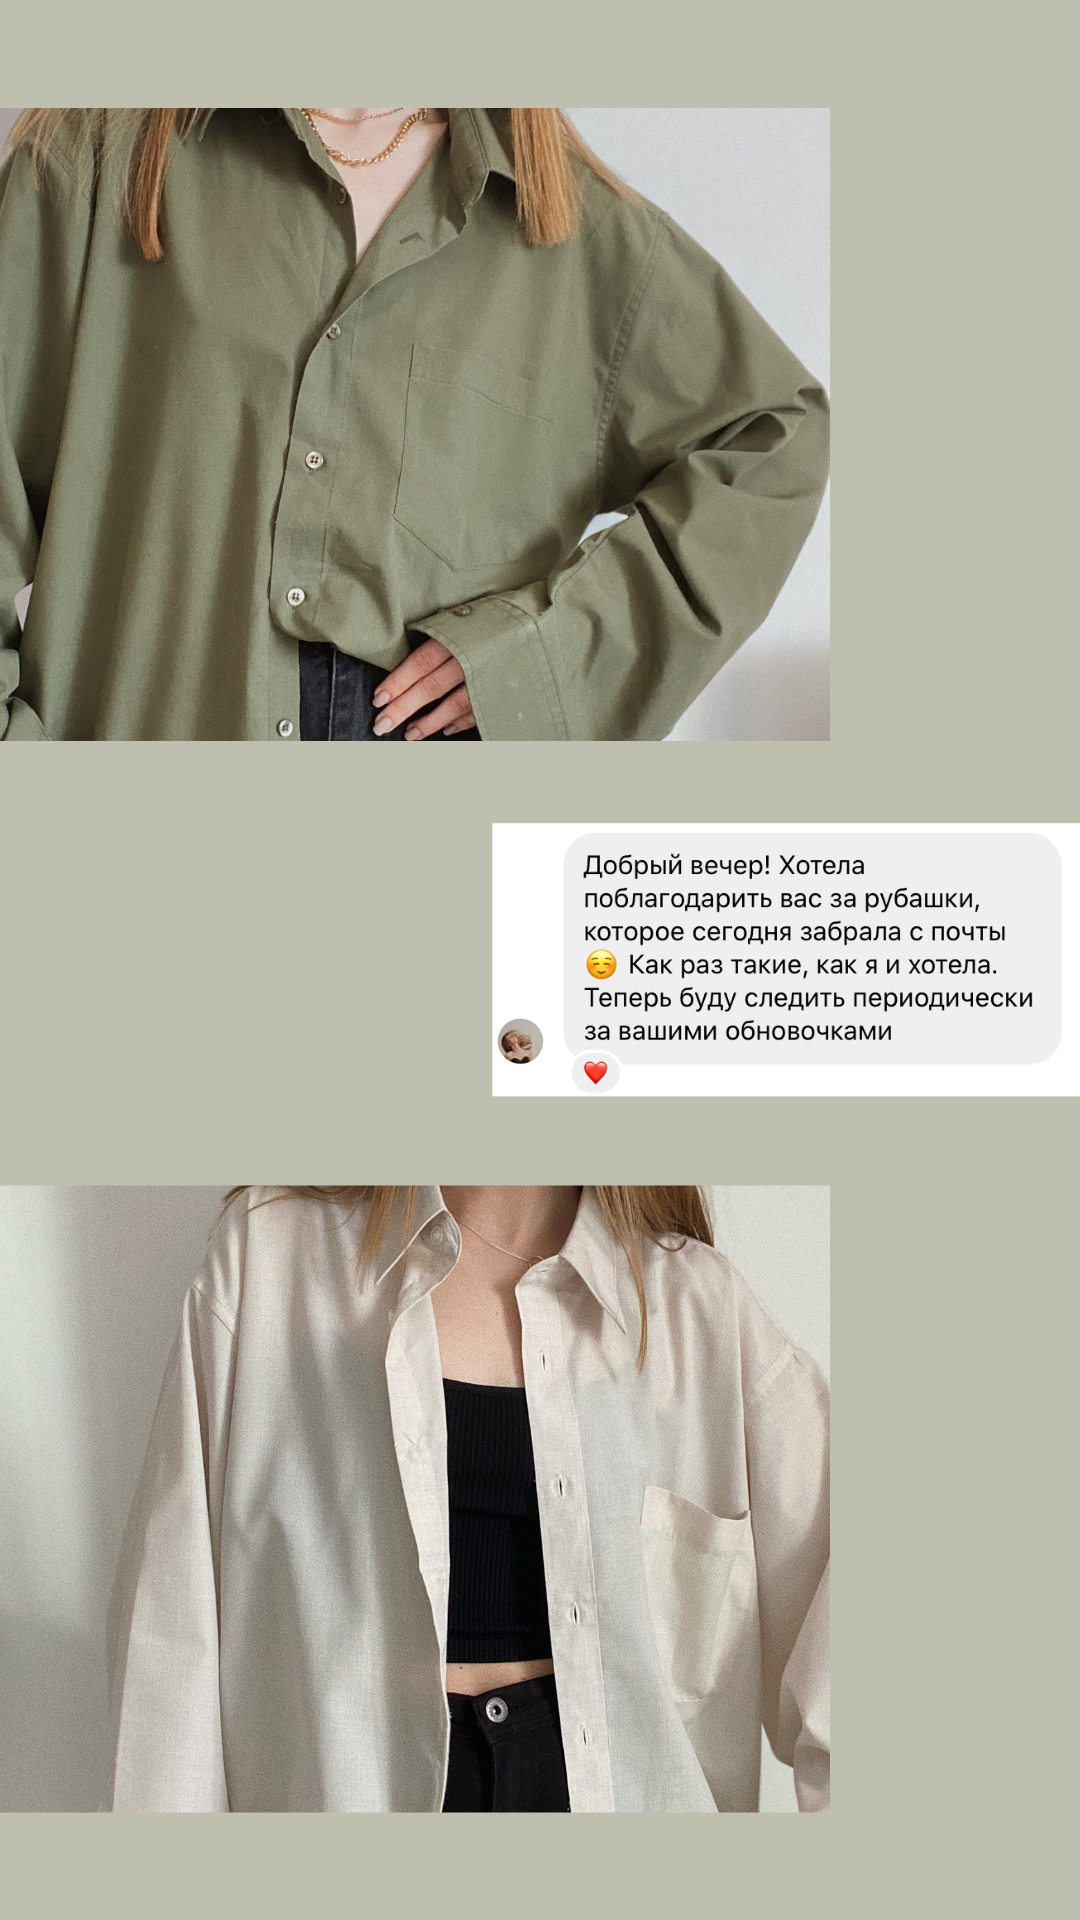 Добрый вечер! Хотела
поблагодарить вас за рубашки,
которое сегодня забрала с почты
☺️ Как раз такие, как я и хотела.
Теперь буду следить периодически
за вашими обновочками